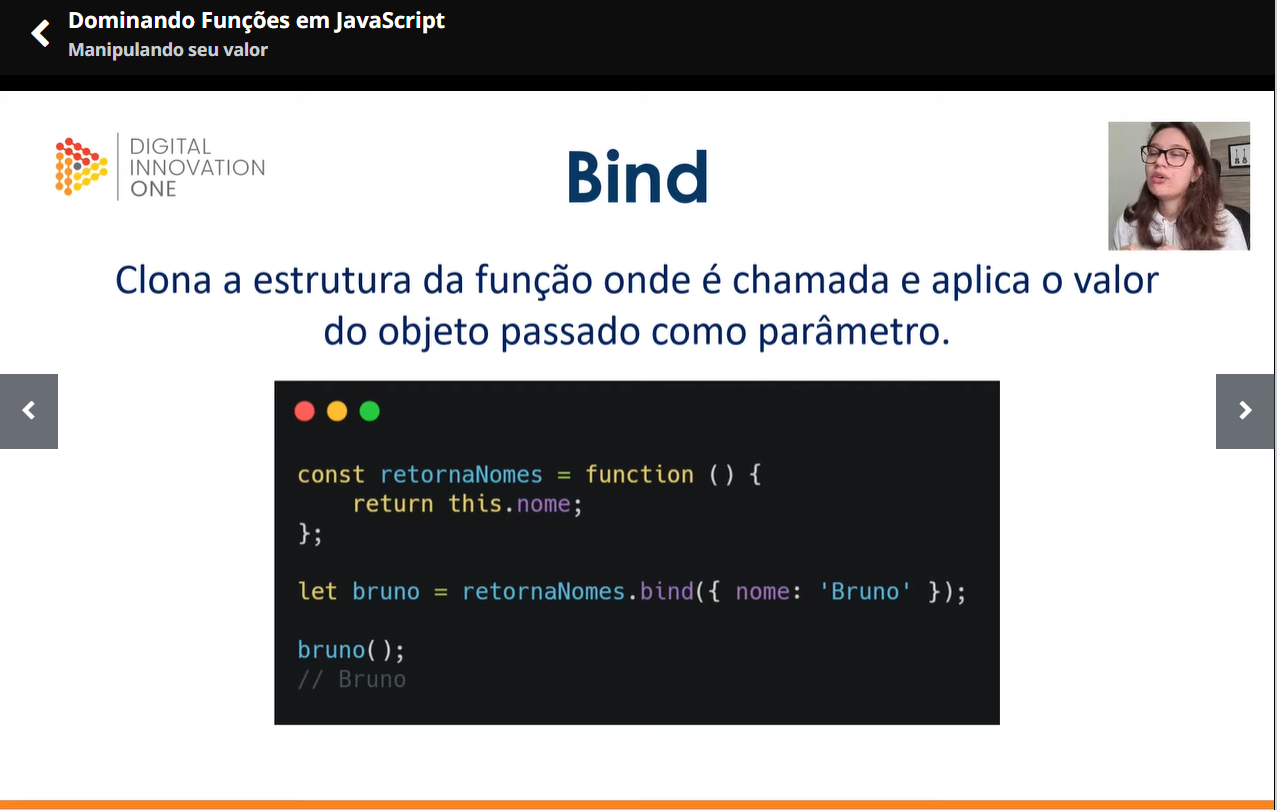 Dominando Funções em JavaScript
Manipulando seu valor
DIGITAL
INNOVATION
ONE
Bind
Clona a estrutura da função onde é chamada e aplica o valor
do objeto passado como parâmetro.
const retornaNomes = function () {
    return this.nome;
};
let bruno = retornaNomes.bind({ nome: 'Bruno' });
bruno();
// Bruno